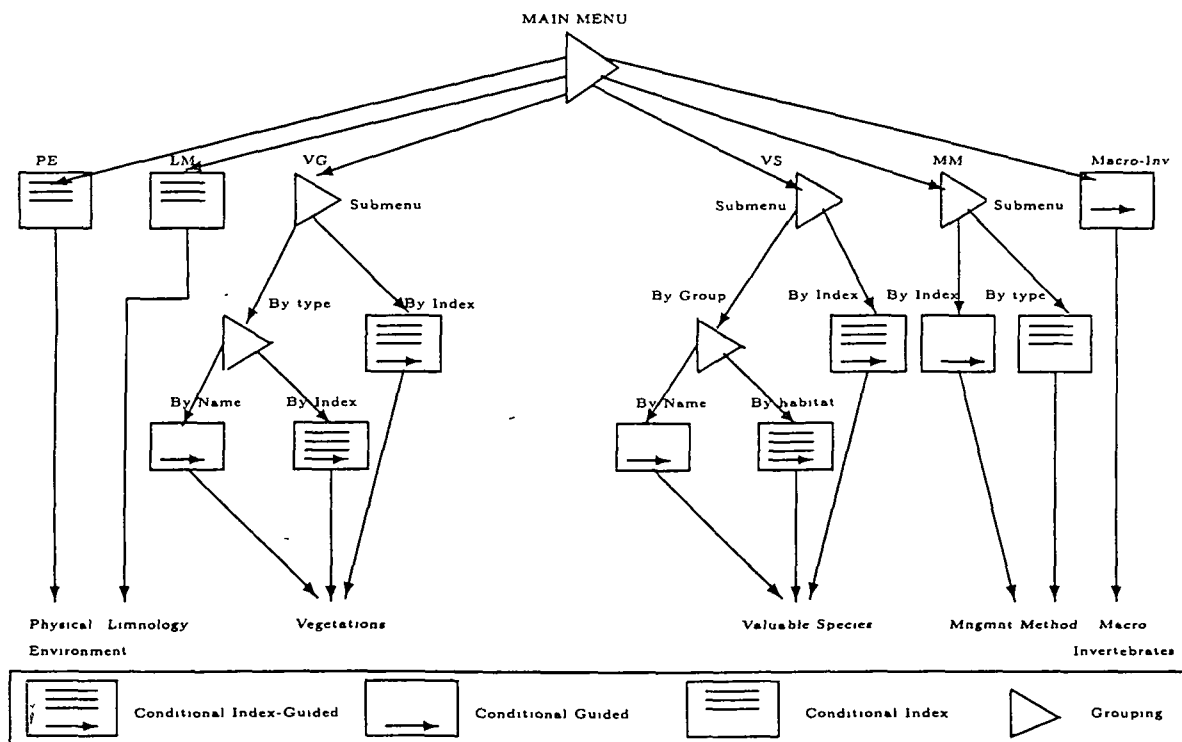 MAIN MENU
PE LM VG VS MM Macro-Inv
Submenu Submenu Submenu
By type By Index By Group By Index By Index By type
By Name By Index By Name By habitat
Physical Limnology Vegetations Valuable Species Mngmnt Method Macro
Environment Invertebrates
Conditional Index-Guided Conditional Guided Conditional Index Grouping